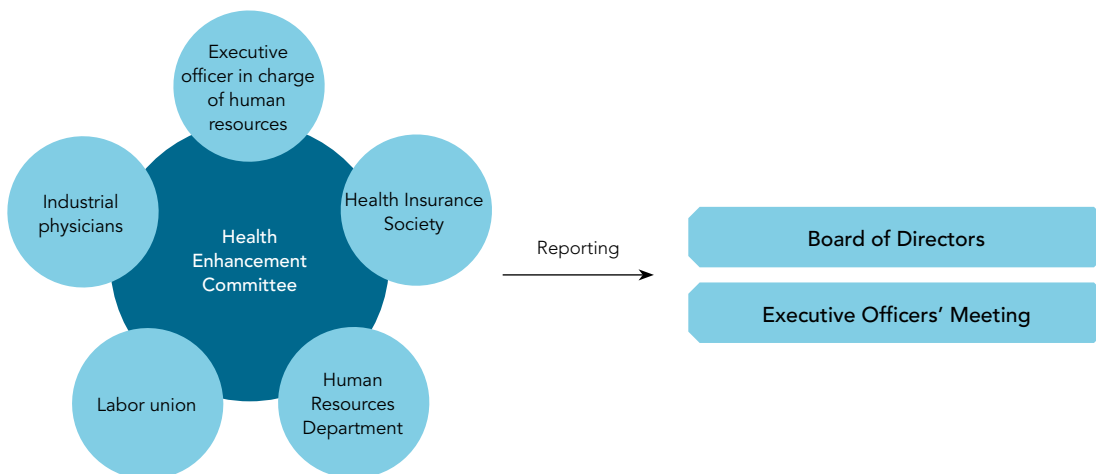 Executive
officer in charge
of human
resources
Industrial
physicians
Health Insurance
Society
Health
Enhancement
Committee
Labor union
Human
Resources
Department
Reporting
Board of Directors
Executive Officers’ Meeting